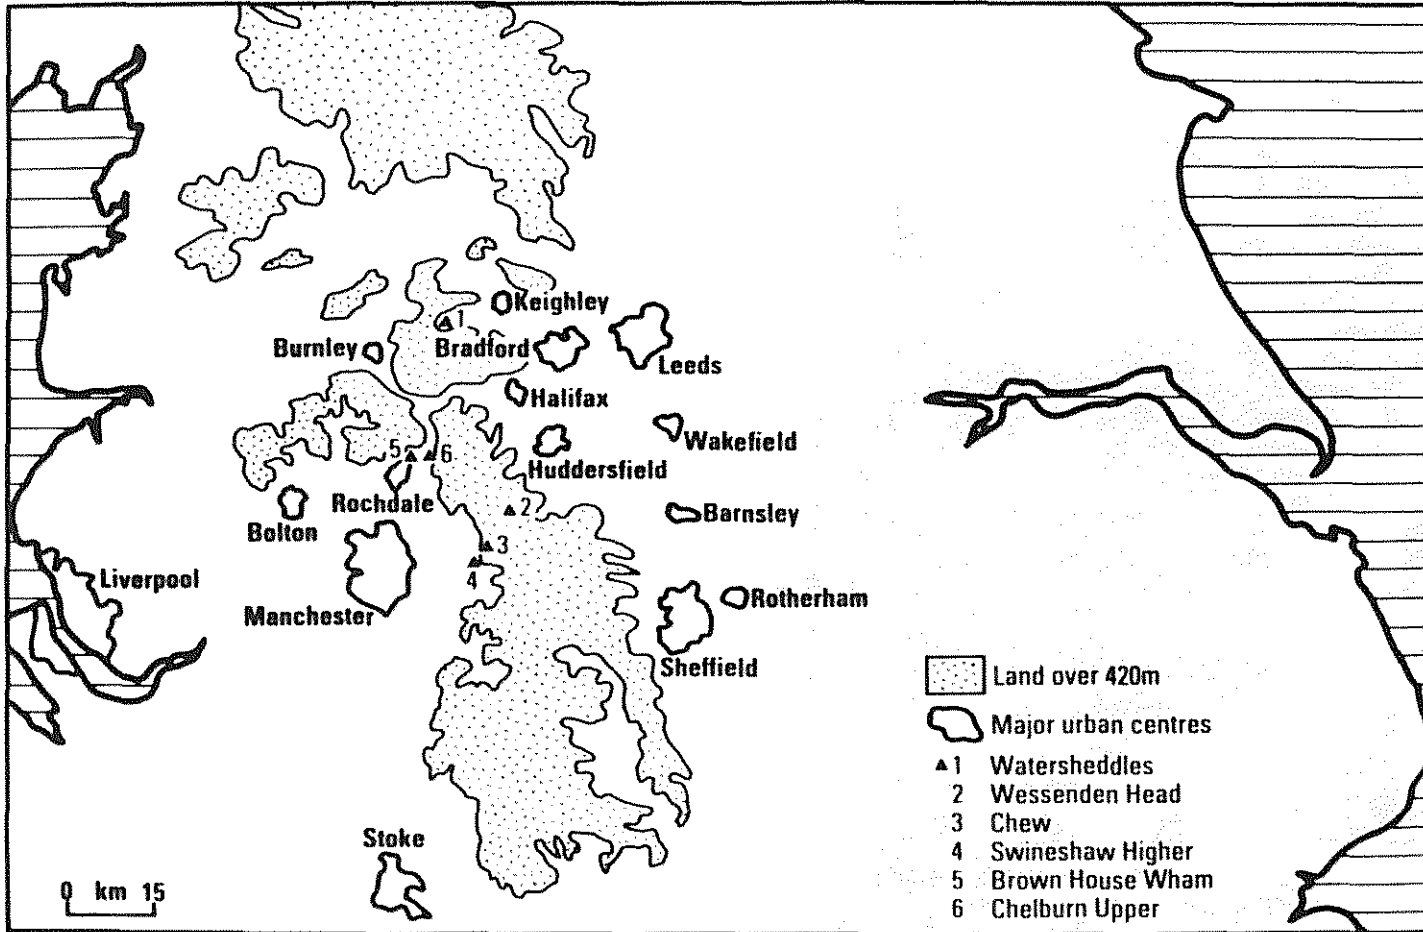 Keighley
1
Burnley
Bradford
Leeds
Halifax
Wakefield
5
6
Huddersfield
Rochdale
2
Barnsley
Bolton
3
Liverpool
4
Rotherham
Manchester
Sheffield
Land over 420m
Major urban centres
1 Watersheddles
2 Wessenden Head
3 Chew
4 Swineshaw Higher
5 Brown House Wham
6 Chelburn Upper
Stoke
0 km 15